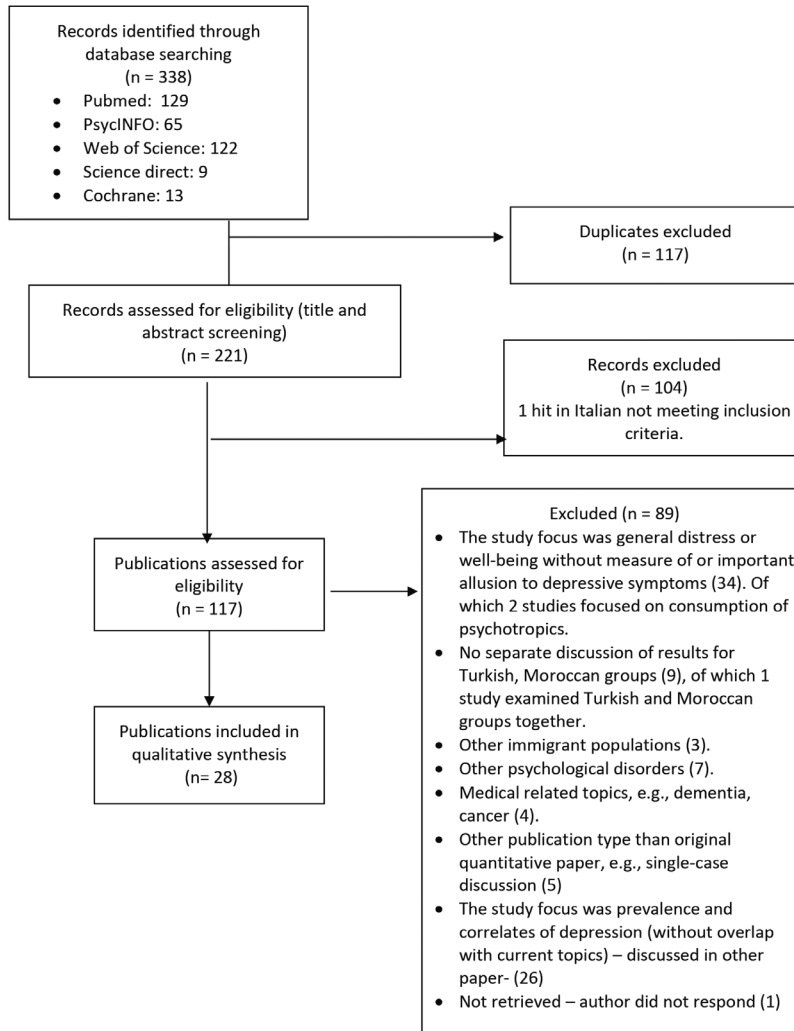 Records identified through
database searching
(n = 338)
• Pubmed: 129
• PsycINFO: 65
• Web of Science: 122
• Science direct: 9
• Cochrane: 13
Duplicates excluded
(n = 117)
Records assessed for eligibility (title and
abstract screening)
(n = 221)
Records excluded
(n = 104)
1 hit in Italian not meeting inclusion
criteria.
Publications assessed for
eligibility
(n = 117)
Excluded (n = 89)
• The study focus was general distress or
well-being without measure of or important
allusion to depressive symptoms (34). Of
which 2 studies focused on consumption of
psychotropics.
• No separate discussion of results for
Turkish, Moroccan groups (9), of which 1
study examined Turkish and Moroccan
groups together.
• Other immigrant populations (3).
• Other psychological disorders (7).
• Medical related topics, e.g., dementia,
cancer (4).
• Other publication type than original
quantitative paper, e.g., single-case
discussion (5)
• The study focus was prevalence and
correlates of depression (without overlap
with current topics) – discussed in other
paper- (26)
• Not retrieved – author did not respond (1)
Publications included in
qualitative synthesis
(n= 28)